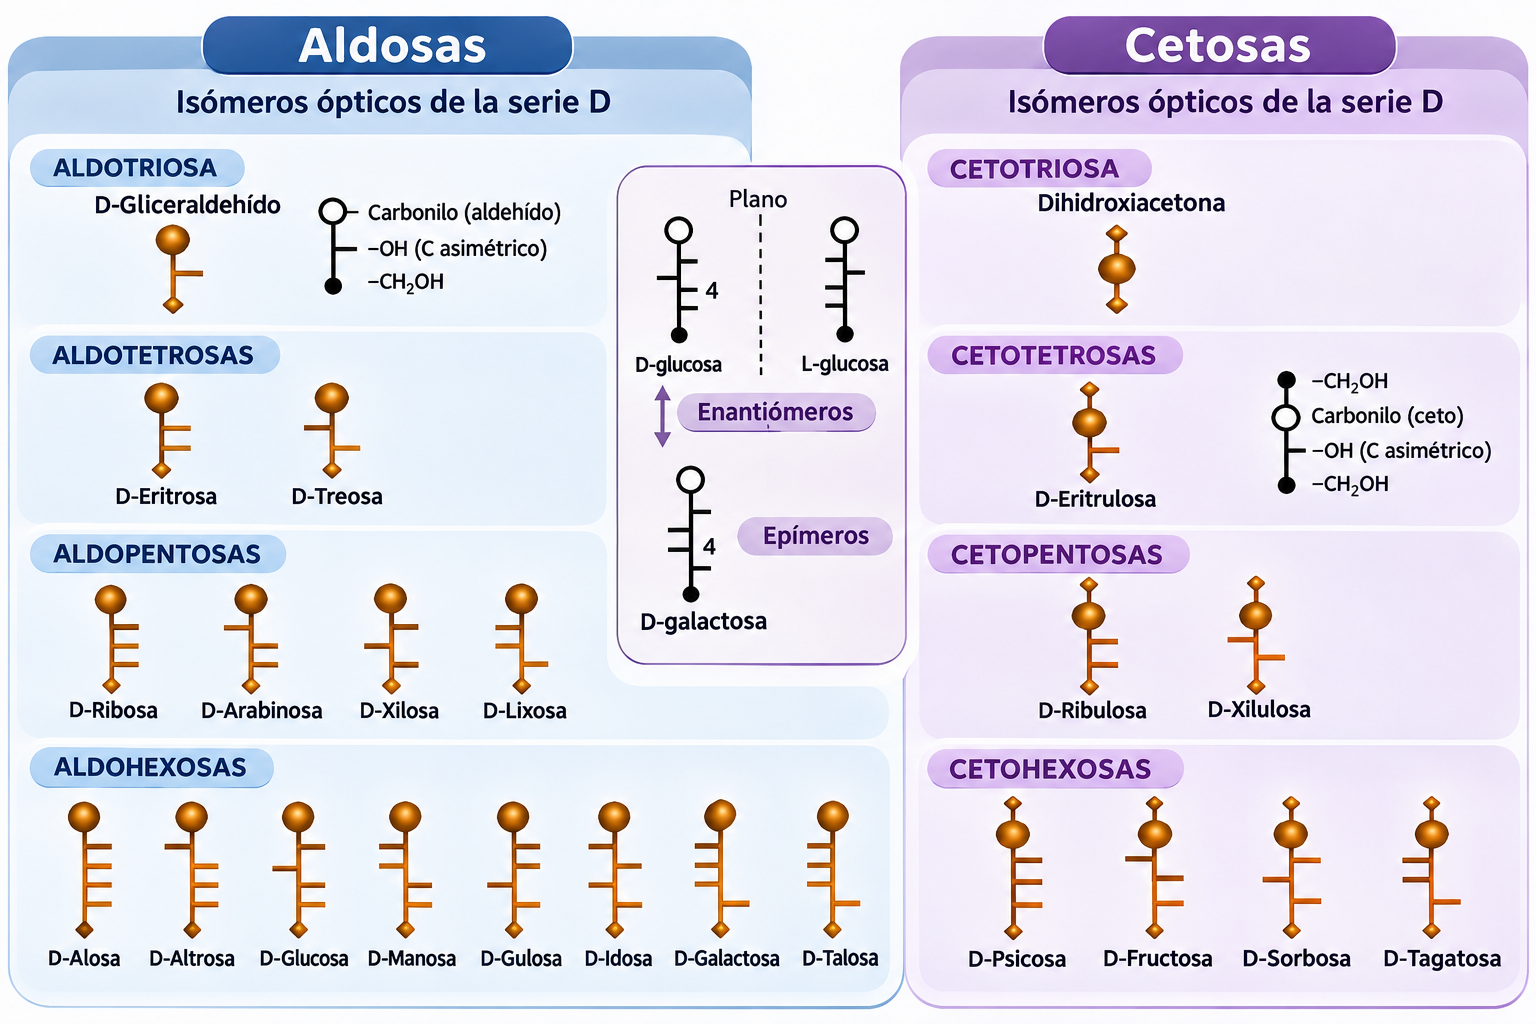 Aldosas
Isómeros ópticos de la serie D
ALDOTRIOSA
D-Gliceraldehído
Carbonilo (aldehído)
–OH (C asimétrico)
–CH₂OH
ALDOTETROSAS
D-Eritrosa
D-Treosa
ALDOPENTOSAS
D-Ribosa
D-Arabinosa
D-Xilosa
D-Lixosa
ALDOHEXOSAS
D-Alosa
D-Altrosa
D-Glucosa
D-Manosa
D-Gulosa
D-Idosa
D-Galactosa
D-Talosa
Plano
4
D-glucosa
L-glucosa
Enantiómeros
4
Epímeros
D-galactosa
Cetosas
Isómeros ópticos de la serie D
CETOTRIOSA
Dihidroxiacetona
CETOTETROSAS
D-Eritrulosa
–CH₂OH
Carbonilo (ceto)
–OH (C asimétrico)
–CH₂OH
CETOPENTOSAS
D-Ribulosa
D-Xilulosa
CETOHEXOSAS
D-Psicosa
D-Fructosa
D-Sorbosa
D-Tagatosa